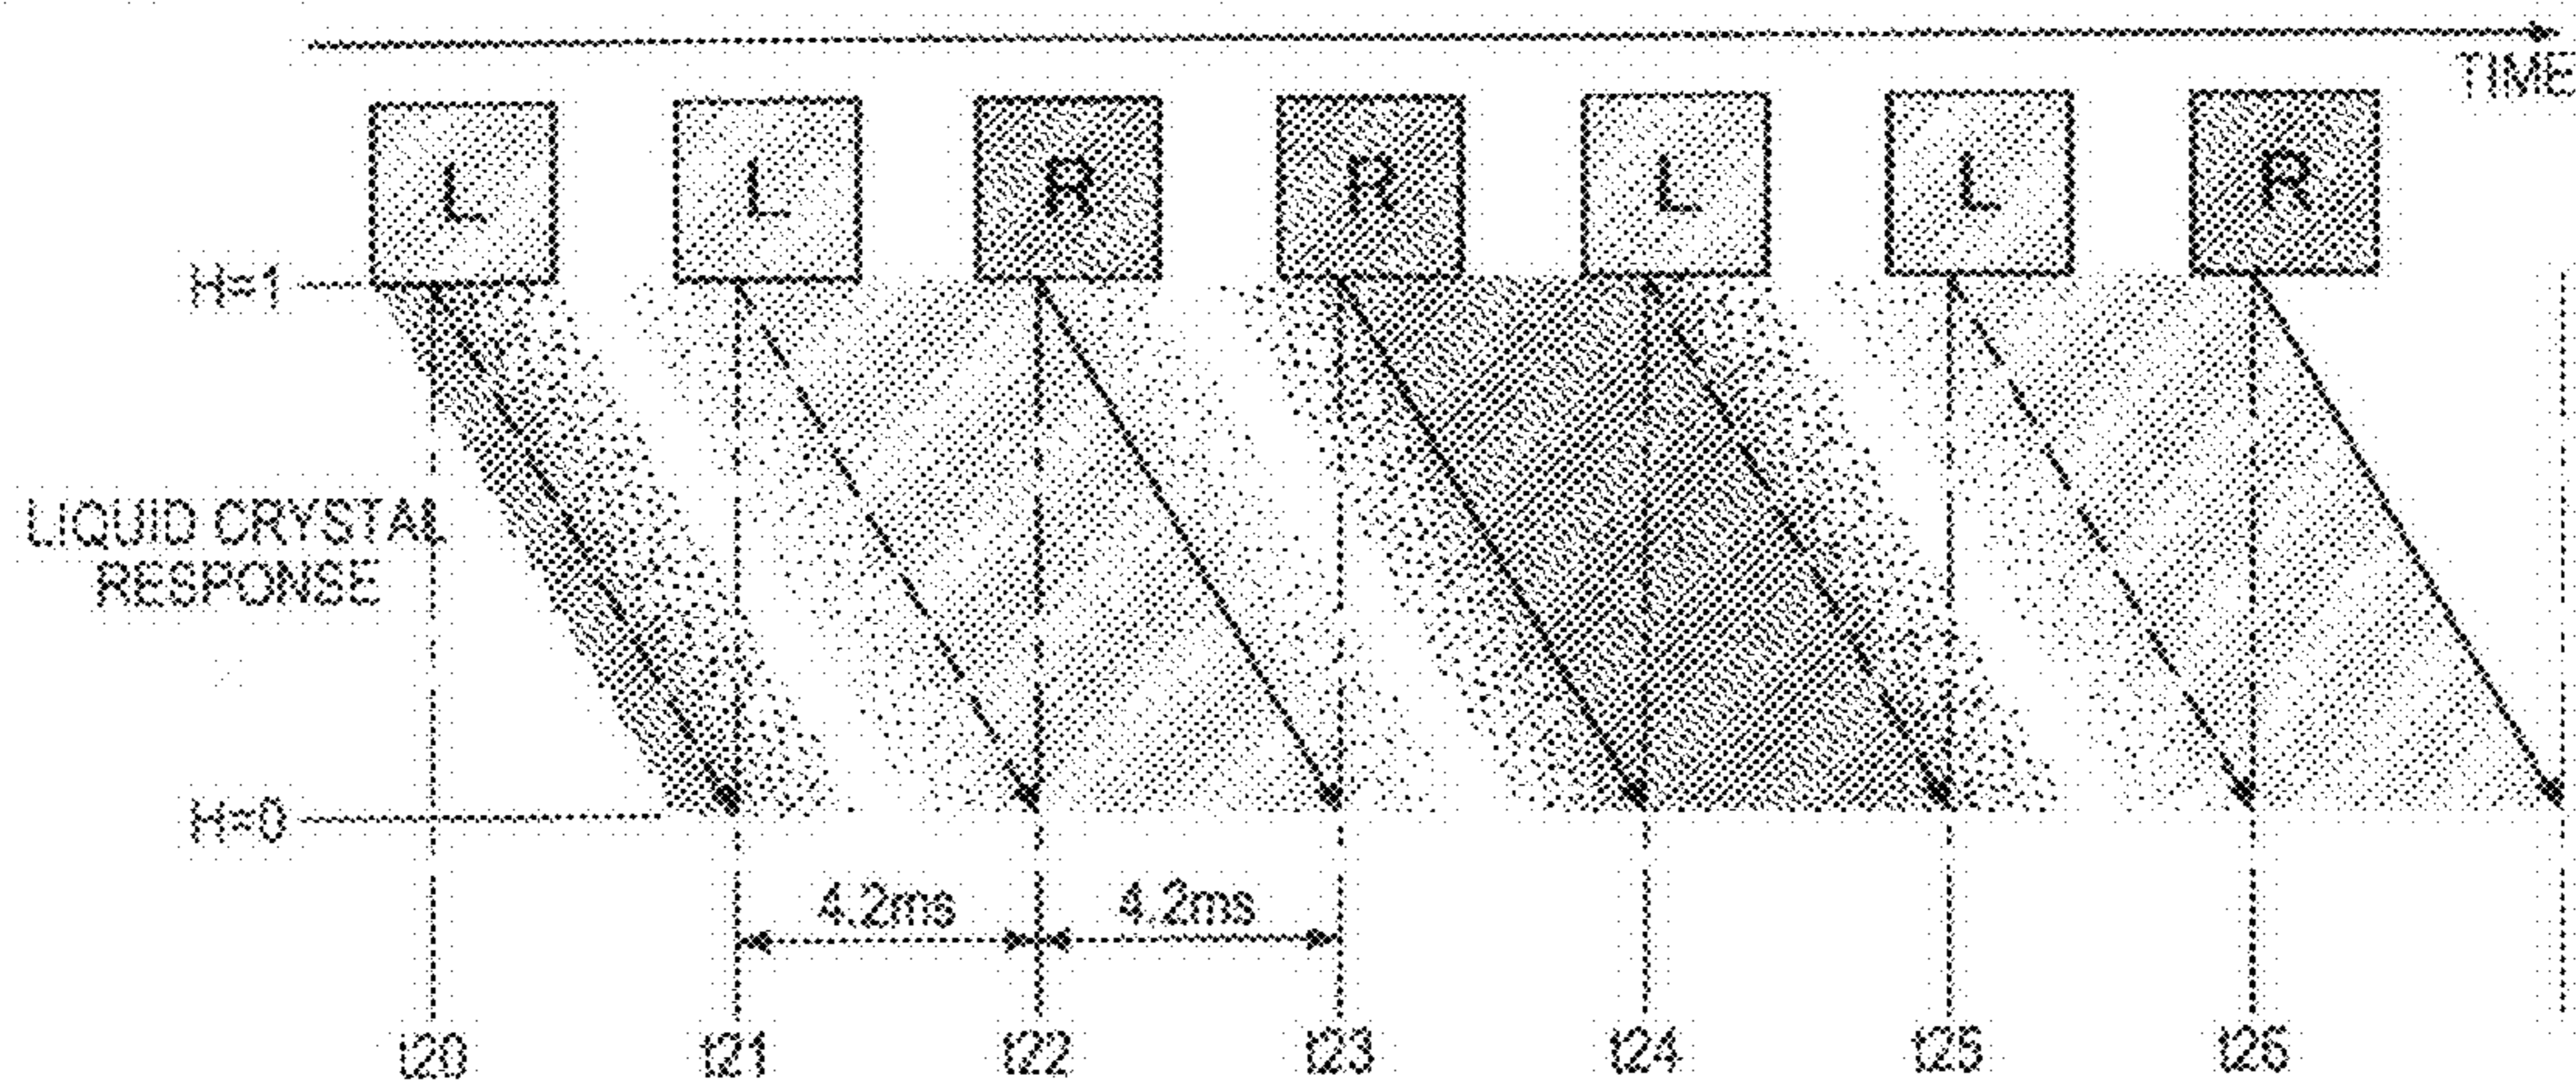 TIME
L L R R L L R
H=1
LIQUID CRYSTAL
RESPONSE
H=0
4.2ms 4.2ms
t20 t21 t22 t23 t24 t25 t26